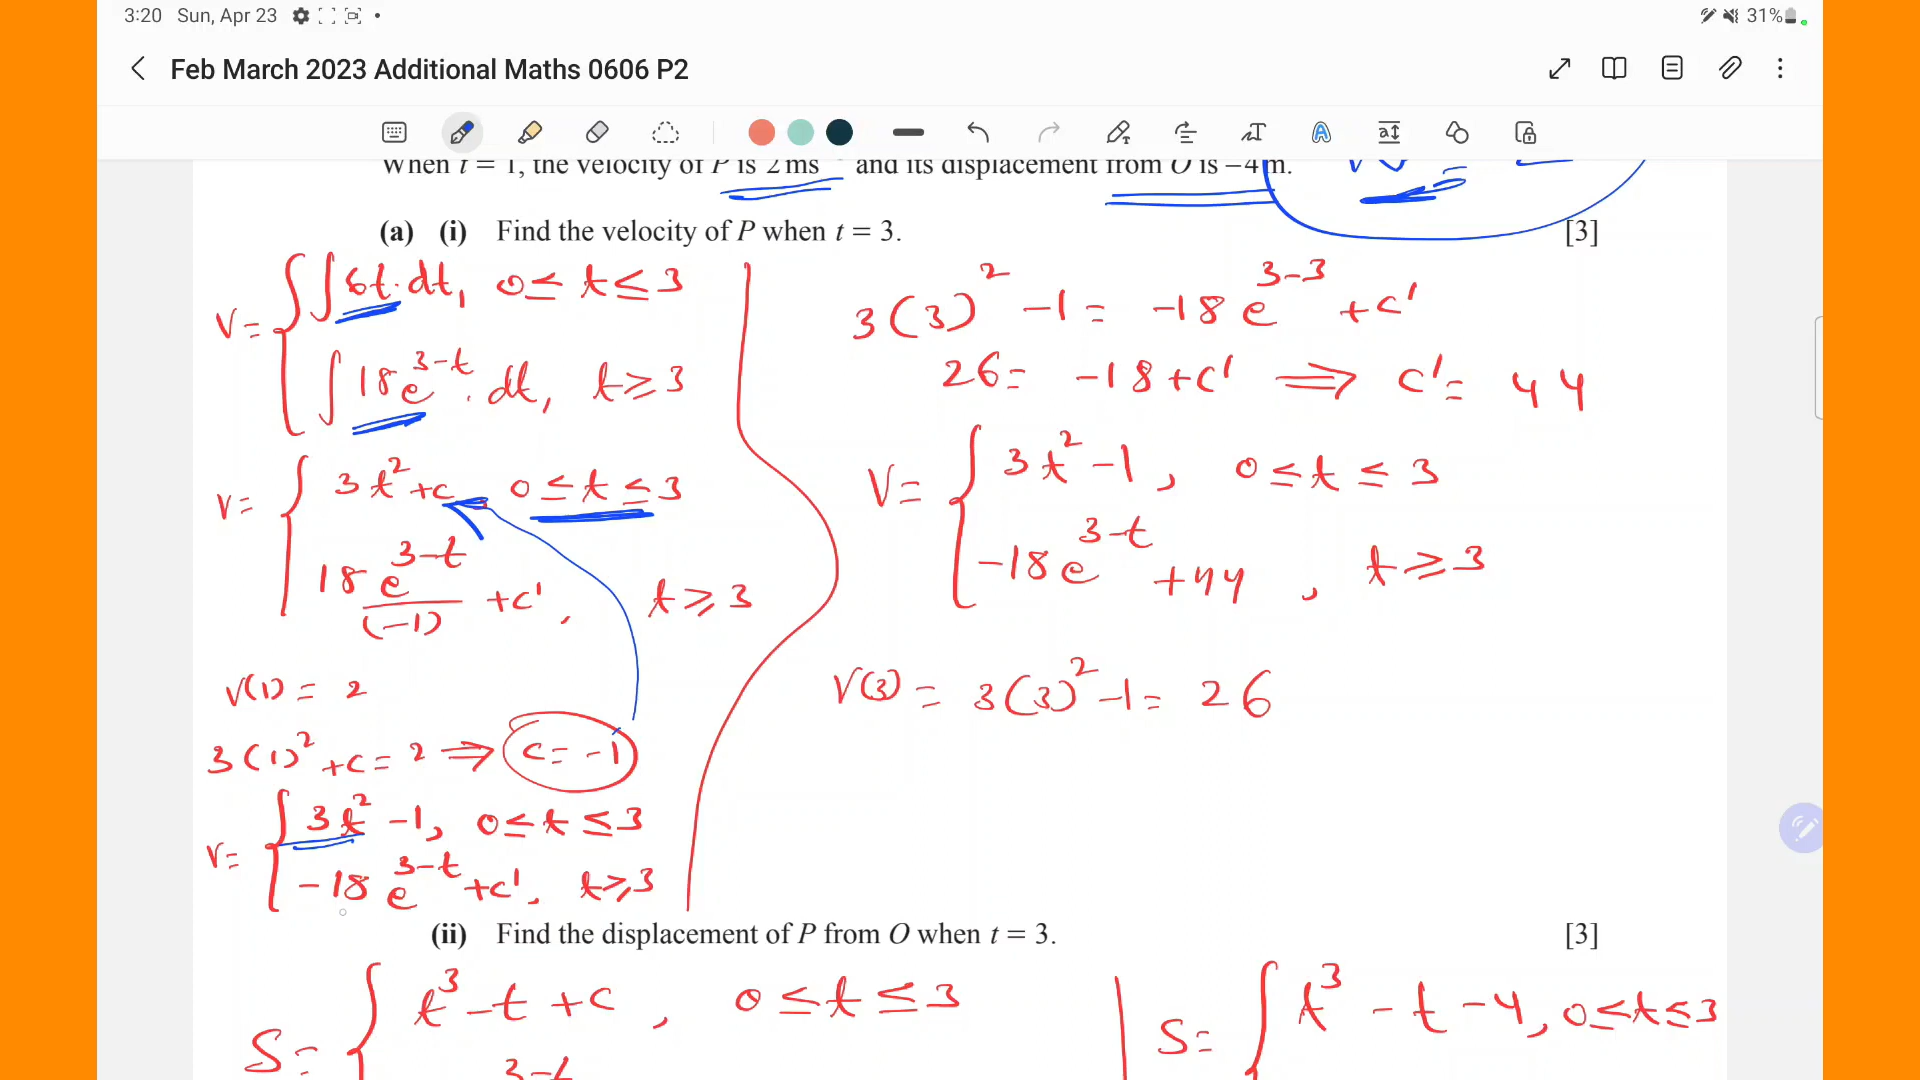 3:20 Sun, Apr 23
31%
Feb March 2023 Additional Maths 0606 P2
When t = 1, the velocity of P is 2 ms and its displacement from O is −4 m.
(a) (i) Find the velocity of P when t = 3. [3]
V = { ∫ 6t. dt, 0 ≤ t ≤ 3
∫ 18e^{3-t}. dt, t ≥ 3
V = { 3t² + c, 0 ≤ t ≤ 3
18 e^{3-t}/(-1) + c', t ≥ 3
V(1) = 2
3(1)² + c = 2 ⟹ c = -1
V = { 3t² - 1, 0 ≤ t ≤ 3
-18 e^{3-t} + c', t ≥ 3
3(3)² - 1 = -18 e^{3-3} + c'
26 = -18 + c' ⟹ c' = 44
V = { 3t² - 1, 0 ≤ t ≤ 3
-18e^{3-t} + 44, t ≥ 3
V(3) = 3(3)² - 1 = 26
(ii) Find the displacement of P from O when t = 3. [3]
S = { t³ - t + c, 0 ≤ t ≤ 3
3-t
S = { t³ - t - 4, 0 ≤ t ≤ 3